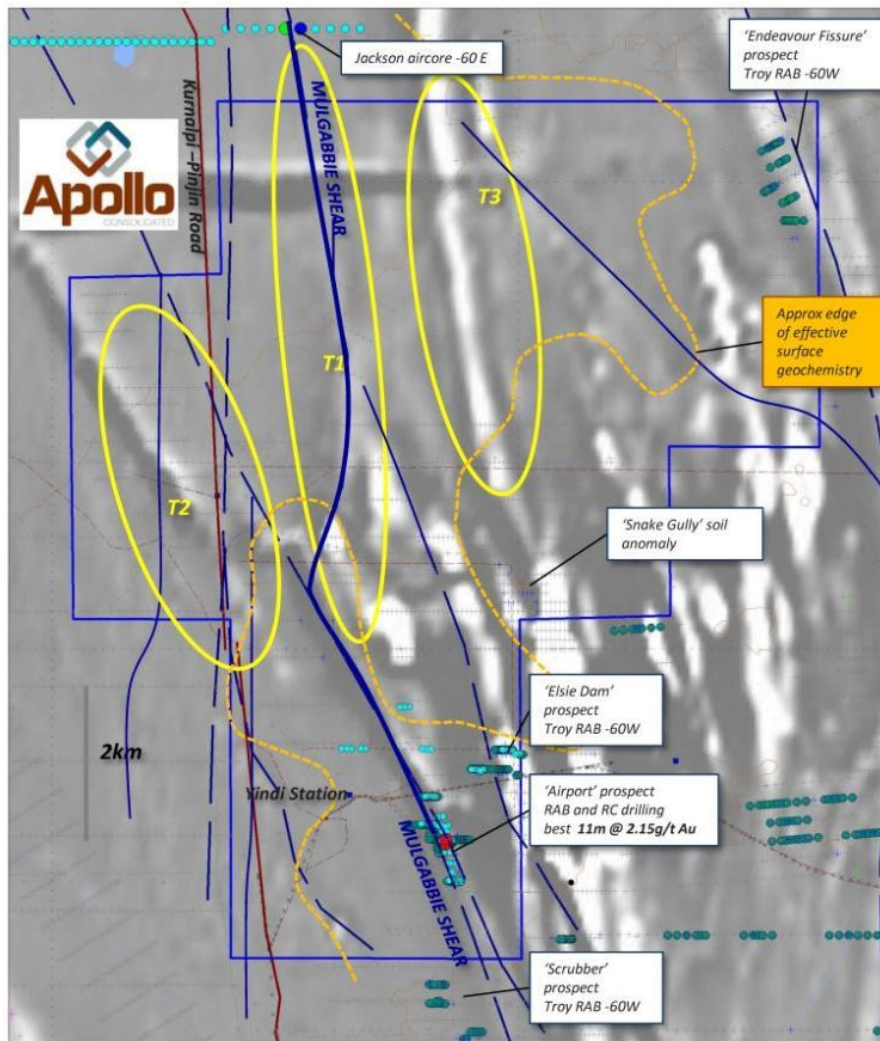 Jackson aircore -60 E
'Endeavour Fissure'
prospect
Troy RAB -60W
Apollo
CONSOLIDATED
Kurnalpi –Pinjin Road
MULGABBIE SHEAR
T3
Approx edge
of effective
surface
geochemistry
T1
T2
'Snake Gully' soil
anomaly
'Elsie Dam'
prospect
Troy RAB -60W
2km
Yindi Station
'Airport' prospect
RAB and RC drilling
best 11m @ 2.15g/t Au
MULGABBIE SHEAR
'Scrubber'
prospect
Troy RAB -60W